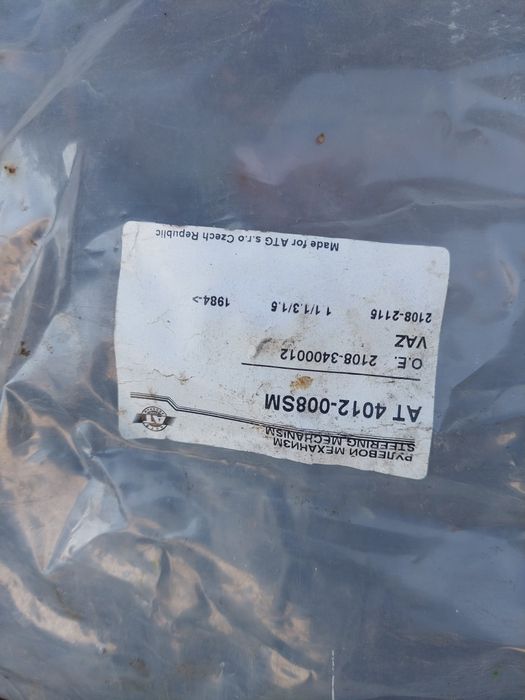 РУЛЕВОЙ МЕХАНИЗМ
STEERING MECHANISM
AT 4012-008SM
O.E. 2108-3400012
VAZ
2108-2115 1.1/1.3/1.5 1984->
Made for ATG s.r.o Czech Republic